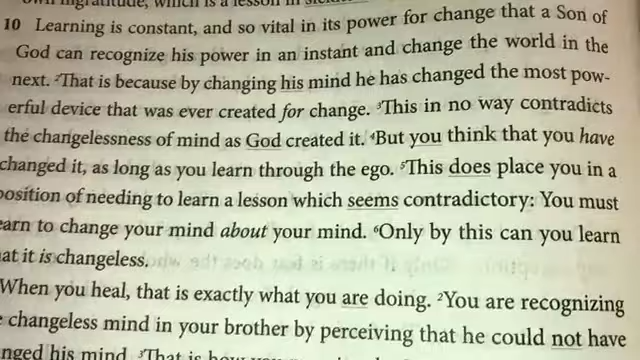 own ingratitude, which is a lesson in
10 Learning is constant, and so vital in its power for change that a Son of
God can recognize his power in an instant and change the world in the
next. ²That is because by changing his mind he has changed the most pow-
erful device that was ever created for change. ³This in no way contradicts
the changelessness of mind as God created it. ⁴But you think that you have
changed it, as long as you learn through the ego. ⁵This does place you in a
position of needing to learn a lesson which seems contradictory: You must
earn to change your mind about your mind. ⁶Only by this can you learn
at it is changeless.
When you heal, that is exactly what you are doing. ²You are recognizing
changeless mind in your brother by perceiving that he could not have
nged his mind. ³That is how you